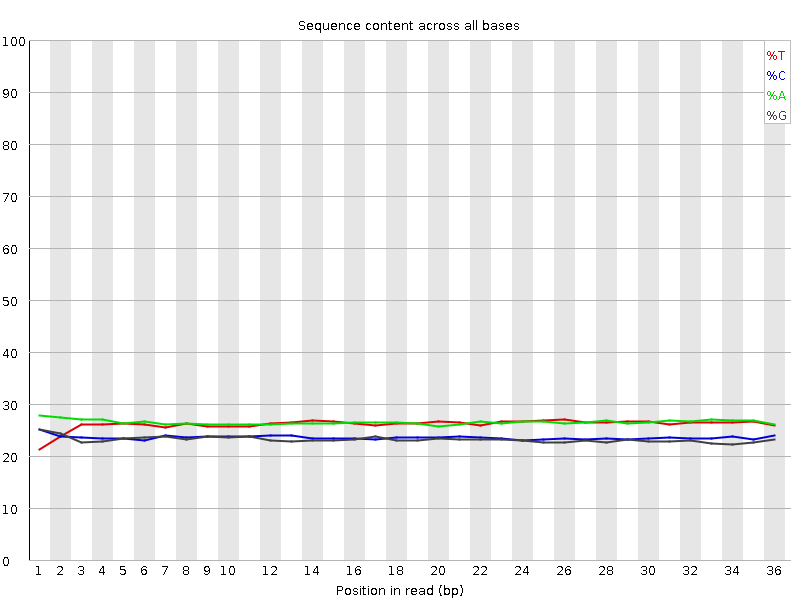 Sequence content across all bases
100
%T
%C
90
%A
%G
80
70
60
50
40
30
20
10
0
1 2 3 4 5 6 7 8 9 10 12 14 16 18 20 22 24 26 28 30 32 34 36
Position in read (bp)